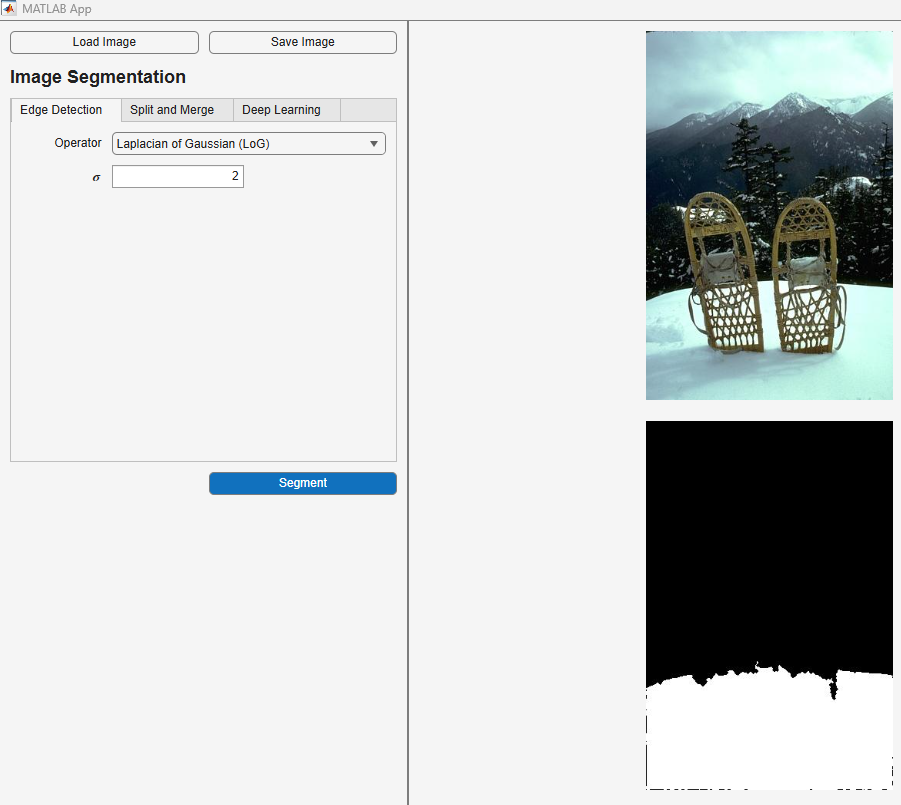 MATLAB App
Load Image
Save Image
Image Segmentation
Edge Detection
Split and Merge
Deep Learning
Operator
Laplacian of Gaussian (LoG)
σ
2
Segment